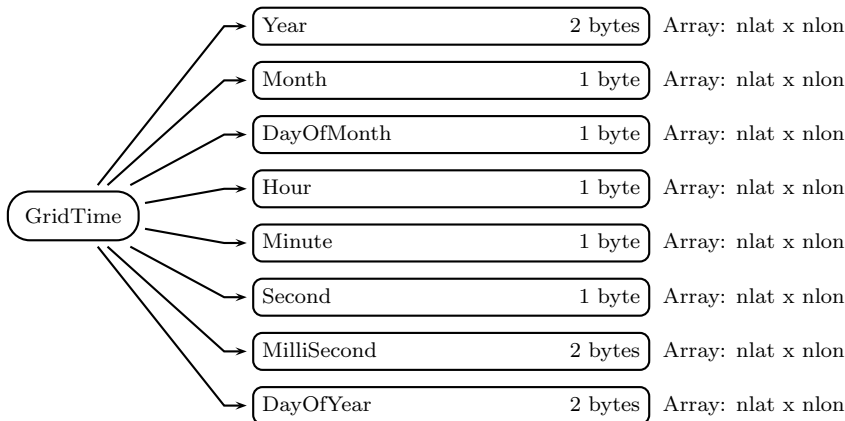 Year 2 bytes Array: nlat x nlon
Month 1 byte Array: nlat x nlon
DayOfMonth 1 byte Array: nlat x nlon
Hour 1 byte Array: nlat x nlon
GridTime
Minute 1 byte Array: nlat x nlon
Second 1 byte Array: nlat x nlon
MilliSecond 2 bytes Array: nlat x nlon
DayOfYear 2 bytes Array: nlat x nlon